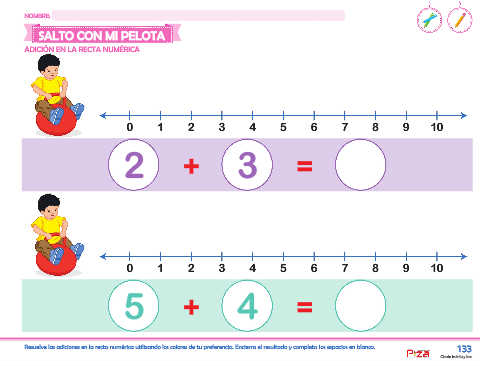 NOMBRE
SALTO CON MI PELOTA
ADICIÓN EN LA RECTA NUMÉRICA
0 1 2 3 4 5 6 7 8 9 10
2 + 3 =
0 1 2 3 4 5 6 7 8 9 10
5 + 4 =
Resuelve las adiciones en la recta numérica utilizando los colores de tu preferencia. Encierra el resultado y completa los espacios en blanco.
133